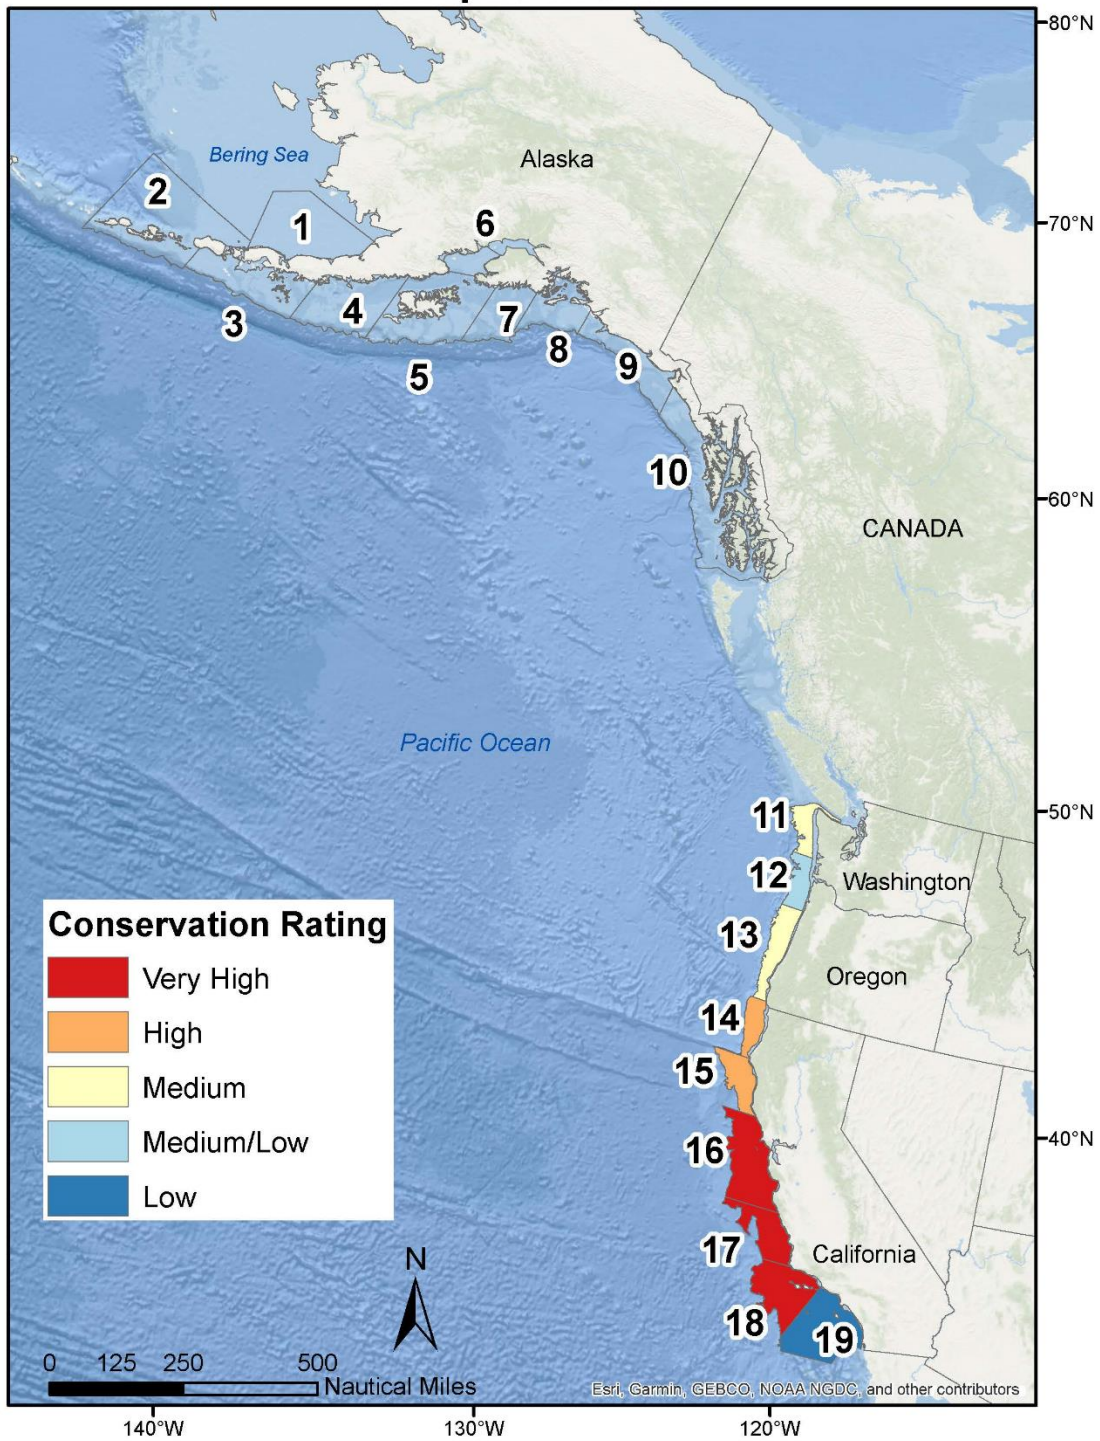 80°N
Bering Sea
Alaska
2
1
6
70°N
3
4
7
5
8
9
10
60°N
CANADA
Pacific Ocean
11
50°N
12
Washington
Conservation Rating
13
Very High
Oregon
High
14
15
Medium
Medium/Low
16
40°N
Low
17
California
N
18
19
0 125 250 500
Nautical Miles
Esri, Garmin, GEBCO, NOAA NGDC, and other contributors
140°W
130°W
120°W